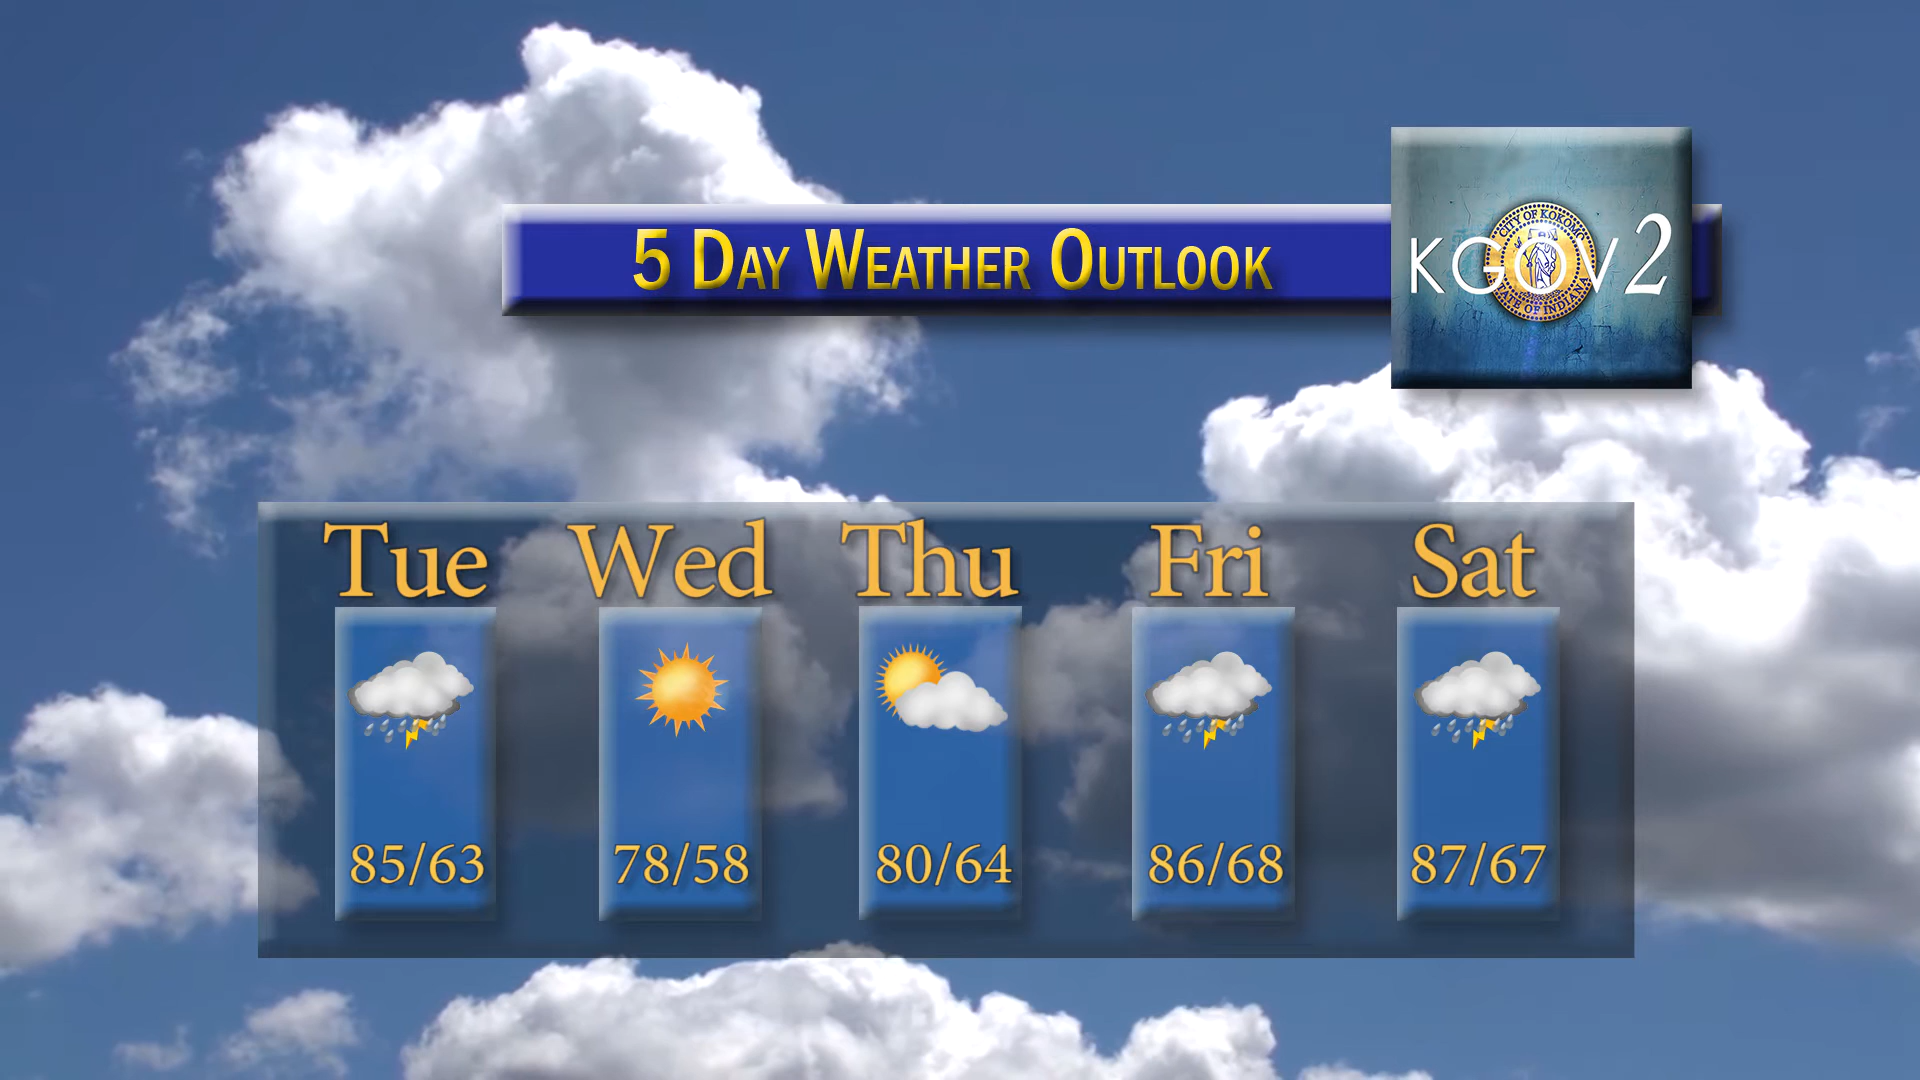 5 Day Weather Outlook
KGOV2
CITY OF KOKOMO
STATE OF INDIANA
Tue Wed Thu Fri Sat
85/63 78/58 80/64 86/68 87/67